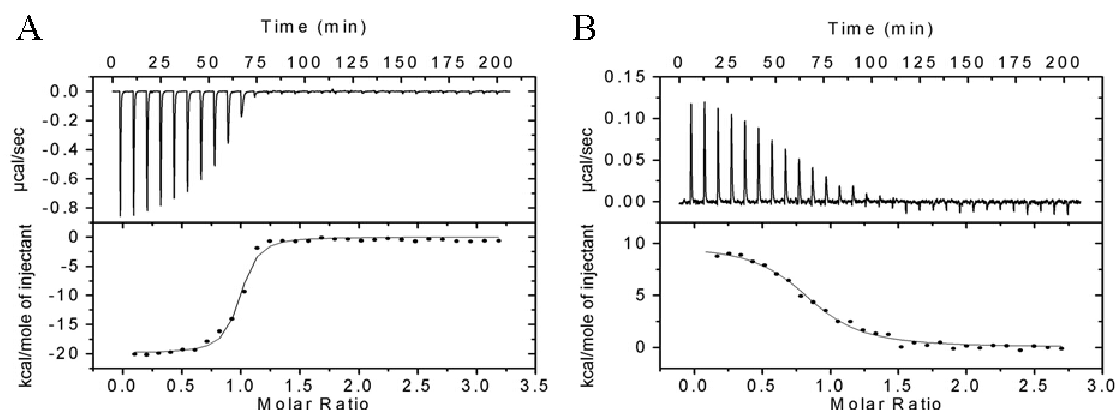 A
Time (min)
0 25 50 75 100 125 150 175 200
0.0
-0.2
-0.4
-0.6
-0.8
µcal/sec
0
-5
-10
-15
-20
kcal/mole of injectant
0.0 0.5 1.0 1.5 2.0 2.5 3.0 3.5
Molar Ratio
B
Time (min)
0 25 50 75 100 125 150 175 200
0.15
0.10
0.05
0.00
µcal/sec
10
5
0
kcal/mole of injectant
0.0 0.5 1.0 1.5 2.0 2.5 3.0
Molar Ratio